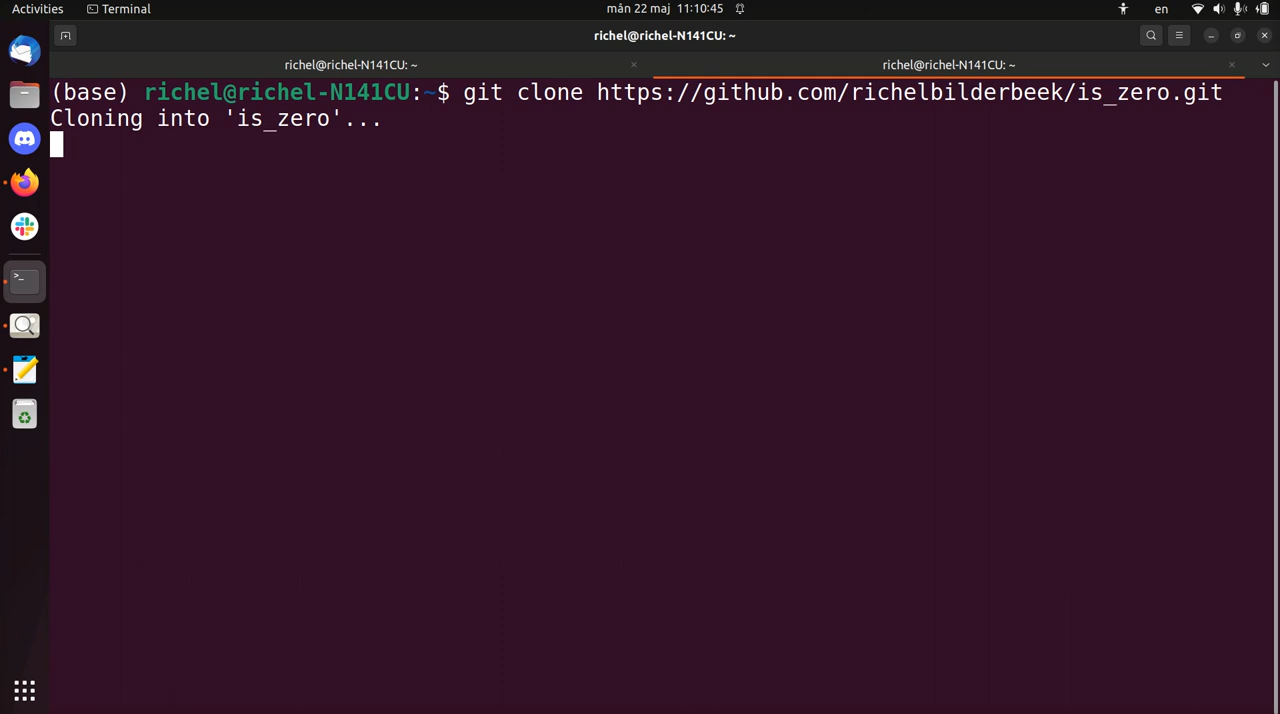 Activities
Terminal
mån 22 maj 11:10:45
en
richel@richel-N141CU: ~
richel@richel-N141CU: ~
richel@richel-N141CU: ~
(base) richel@richel-N141CU:~$ git clone https://github.com/richelbilderbeek/is_zero.git
Cloning into 'is_zero'...